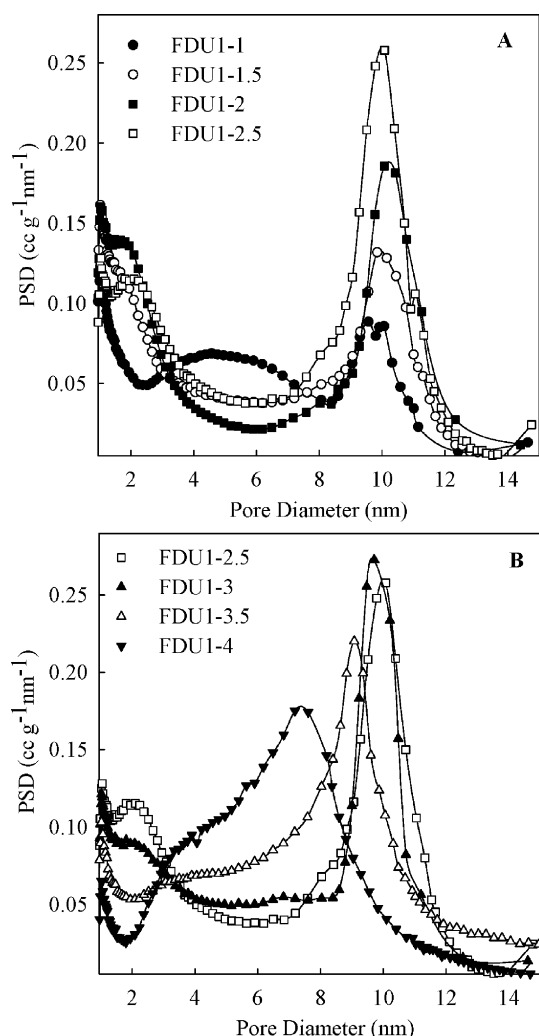 A
FDU1-1
FDU1-1.5
FDU1-2
FDU1-2.5
0.25
0.20
0.15
0.10
0.05
PSD (cc g⁻¹nm⁻¹)
2 4 6 8 10 12 14
Pore Diameter (nm)
B
FDU1-2.5
FDU1-3
FDU1-3.5
FDU1-4
0.25
0.20
0.15
0.10
0.05
PSD (cc g⁻¹nm⁻¹)
2 4 6 8 10 12 14
Pore Diameter (nm)